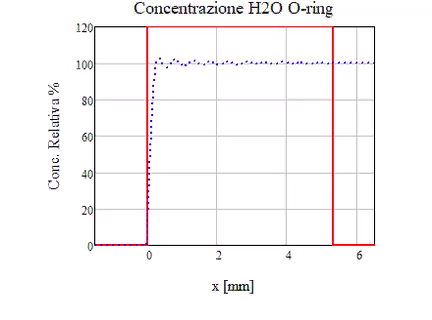 Concentrazione H2O O-ring
120
100
80
60
40
20
0
Conc. Relativa %
0 2 4 6
x [mm]